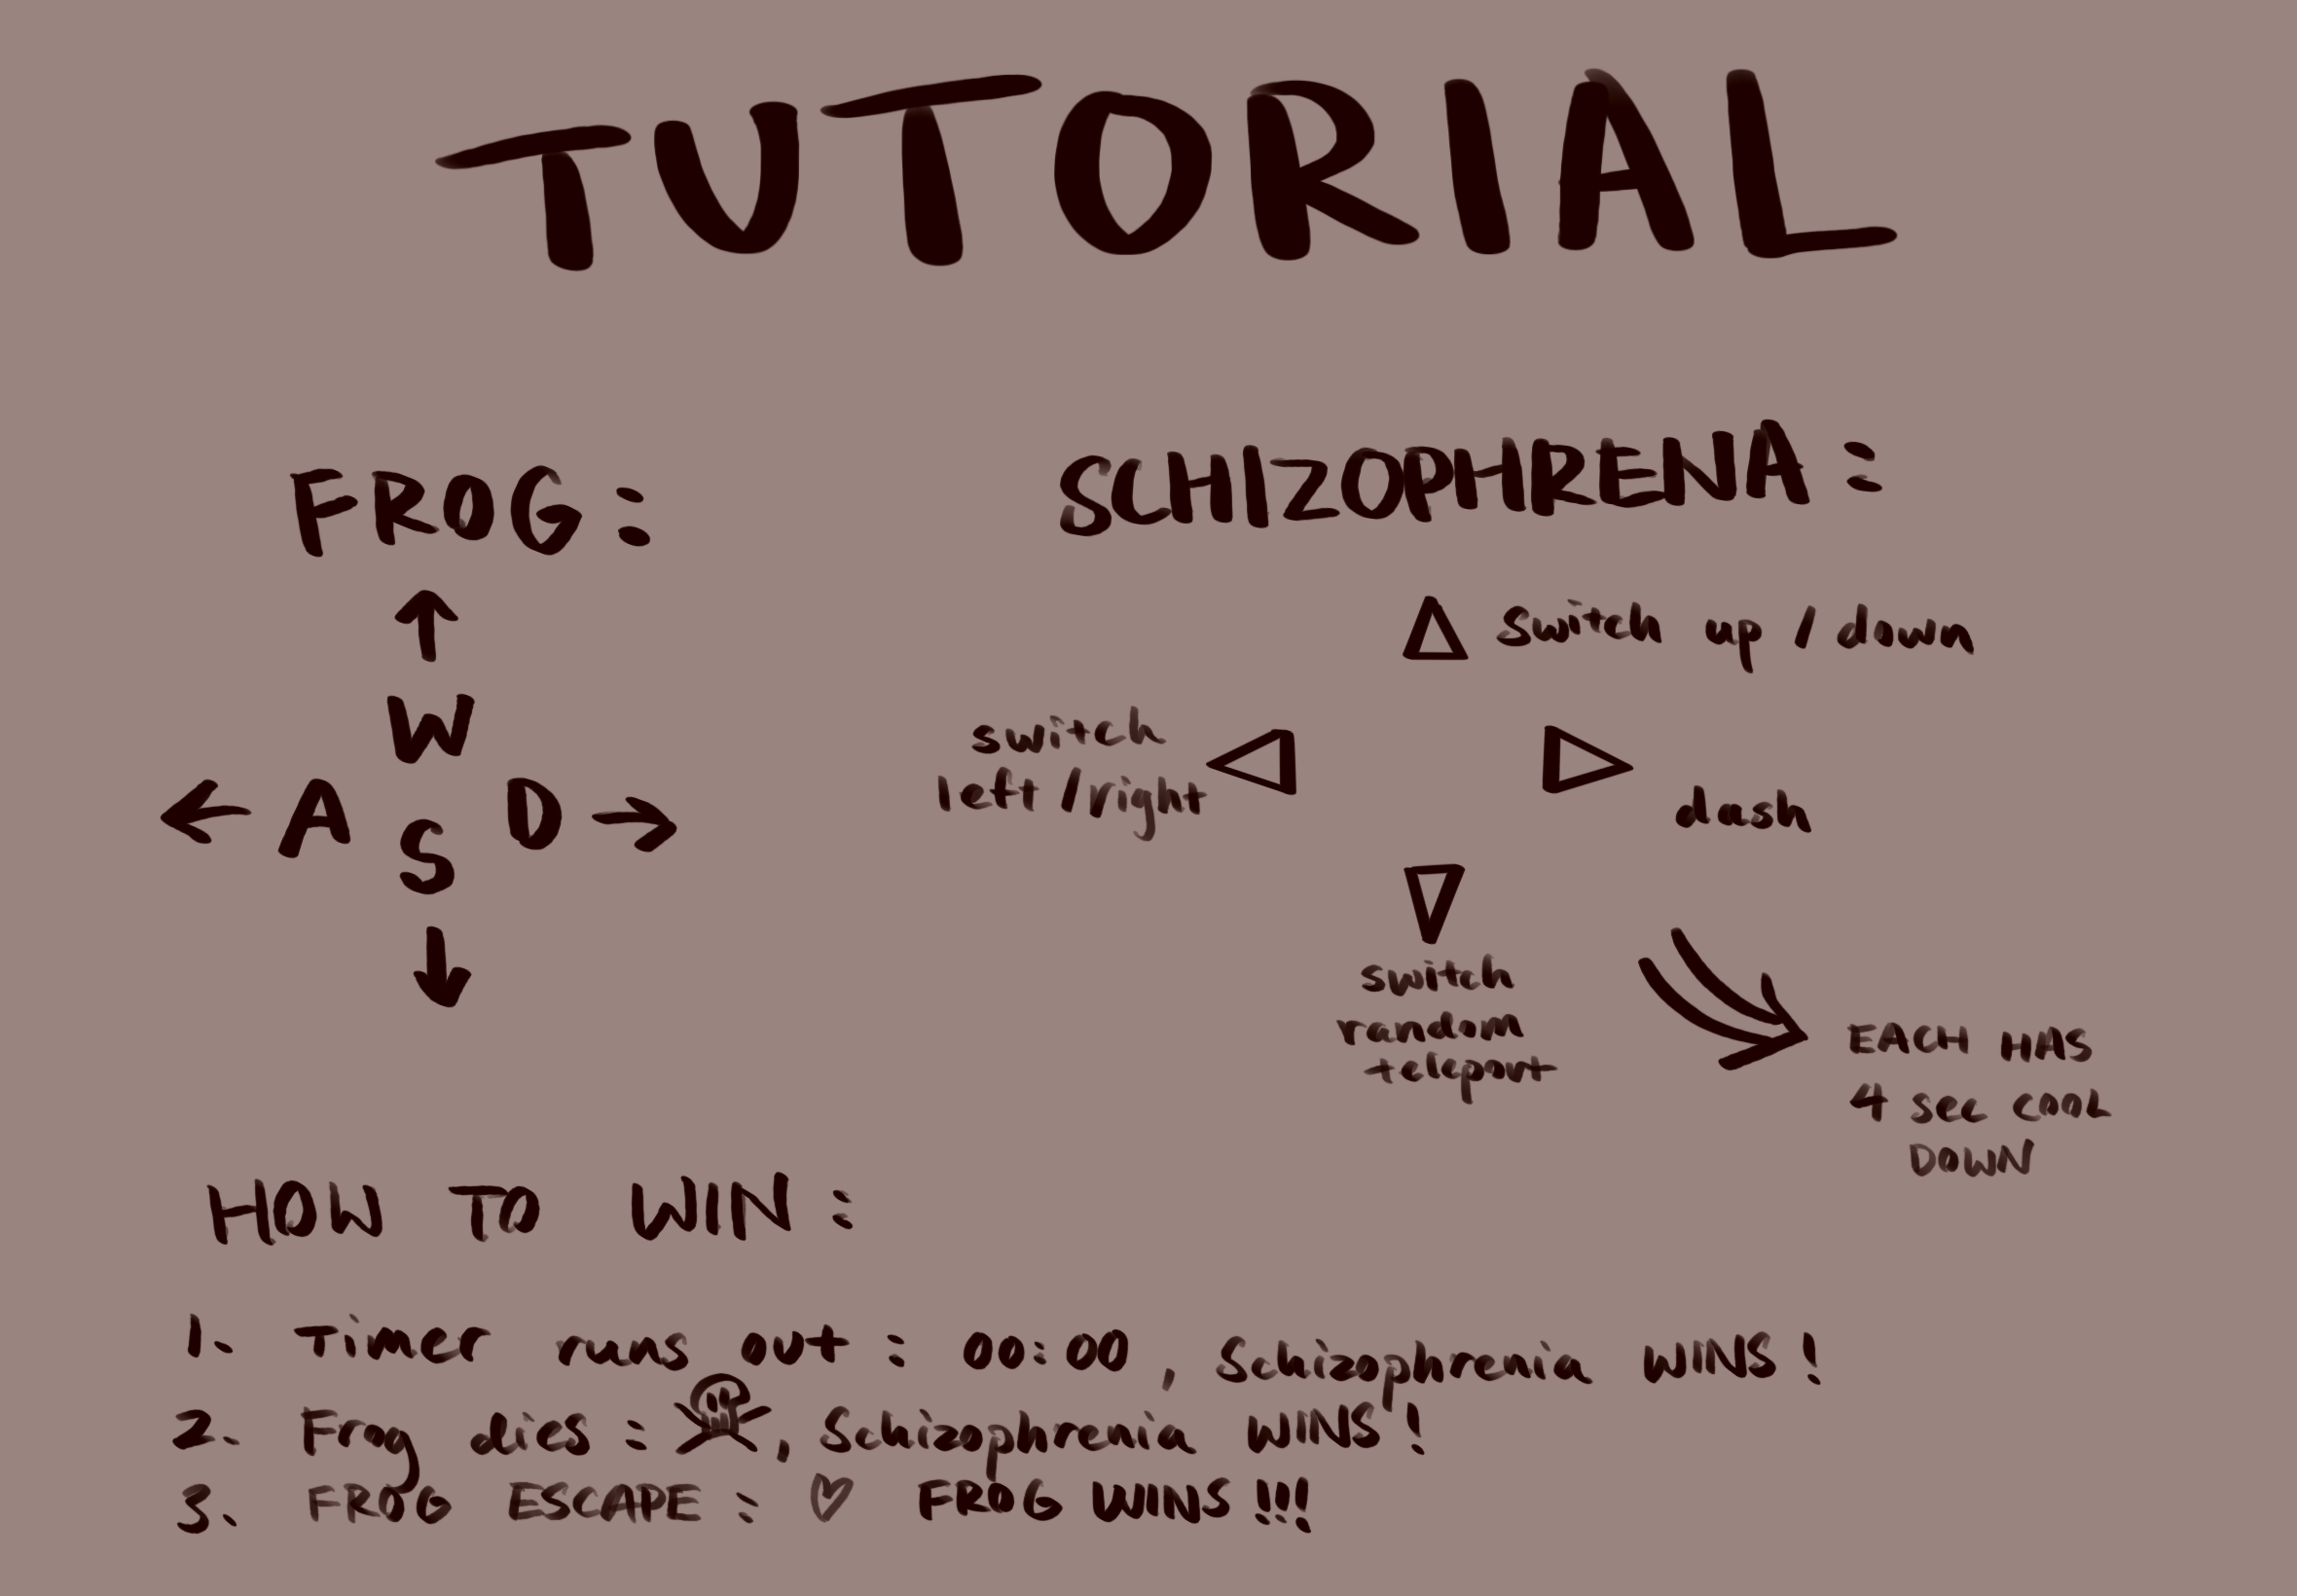 TUTORIAL
FROG:
W
A
S
D
SCHIZOPHRENA:
switch up / down
switch
left / right
dash
switch
random
teleport
EACH HAS
4 sec COOL
DOWN
HOW TO WIN:
1. Timer runs out: 00:00, Schizophrenia WINS!
2. Frog dies: , Schizophrenia WINS!
3. FROG ESCAPE: ♡ FROG WINS!!!